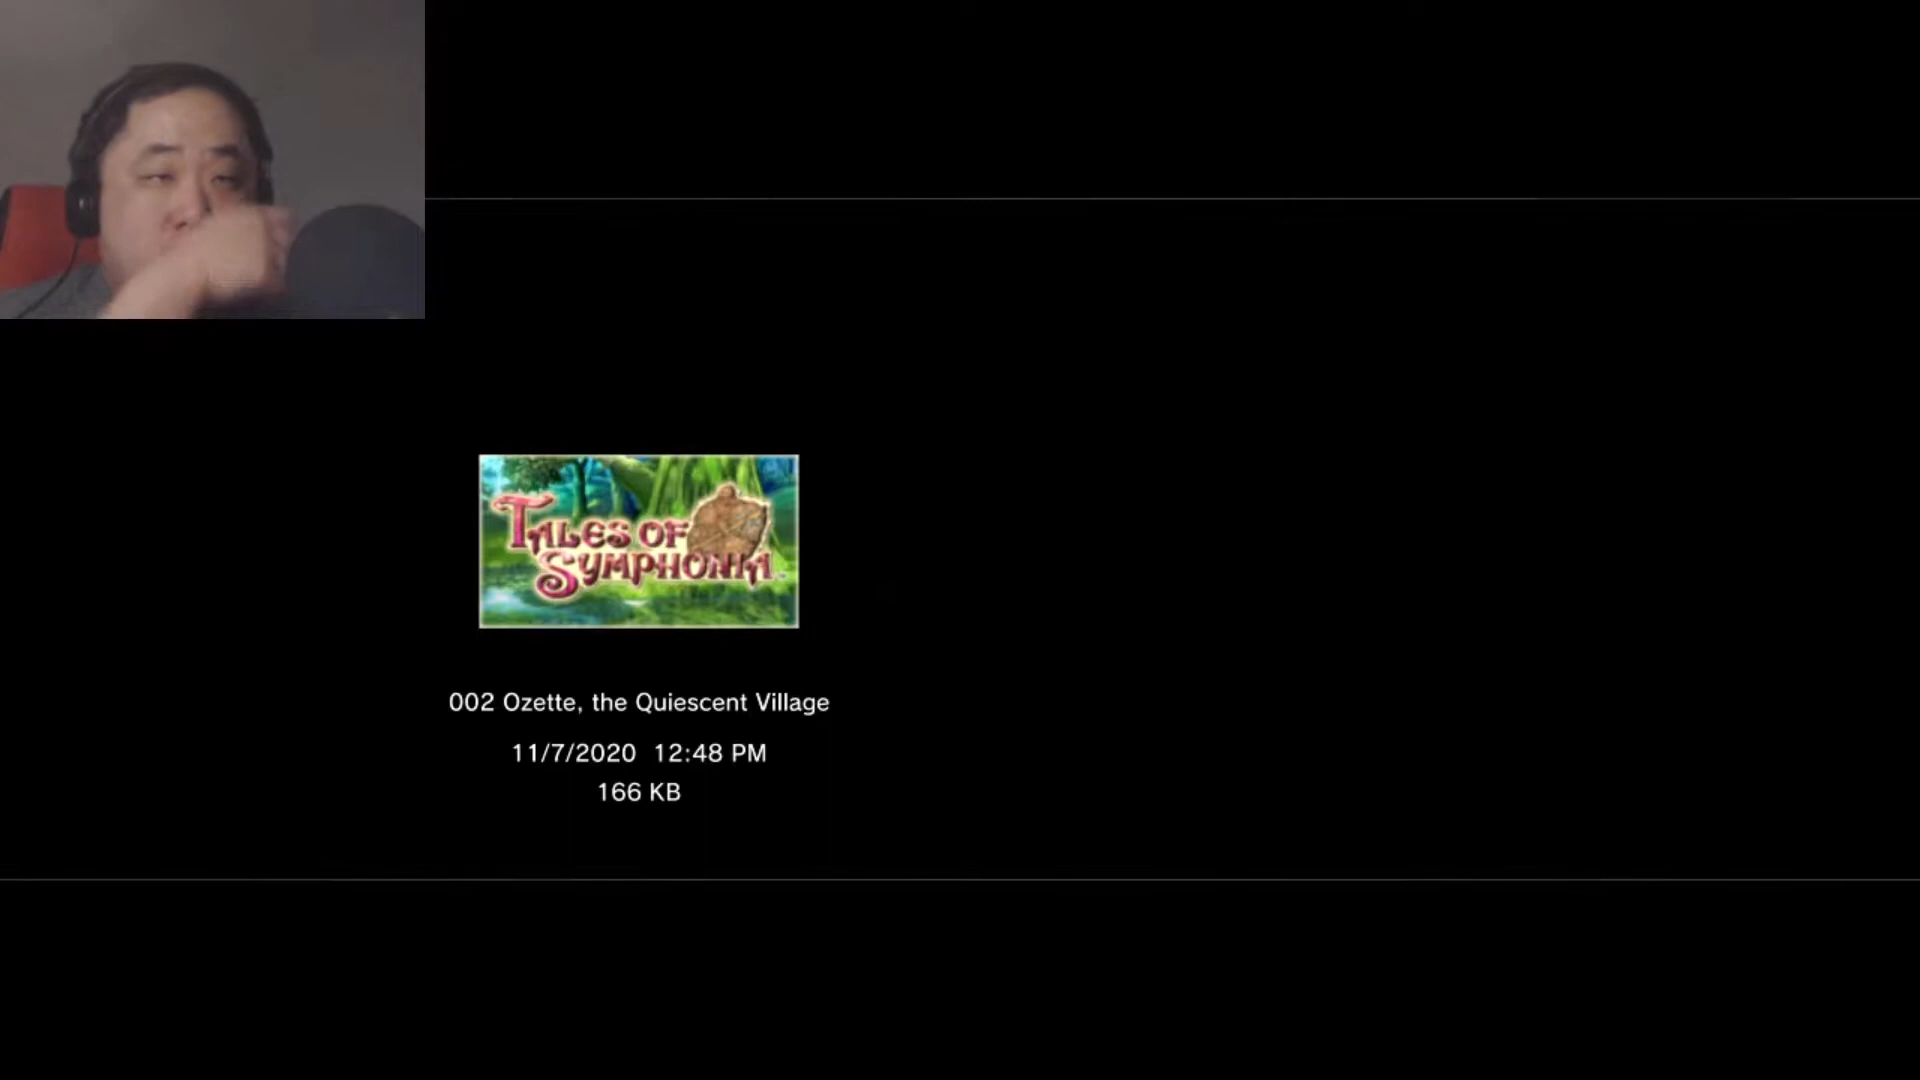 TALES OF
SYMPHONIA
002 Ozette, the Quiescent Village
11/7/2020 12:48 PM
166 KB